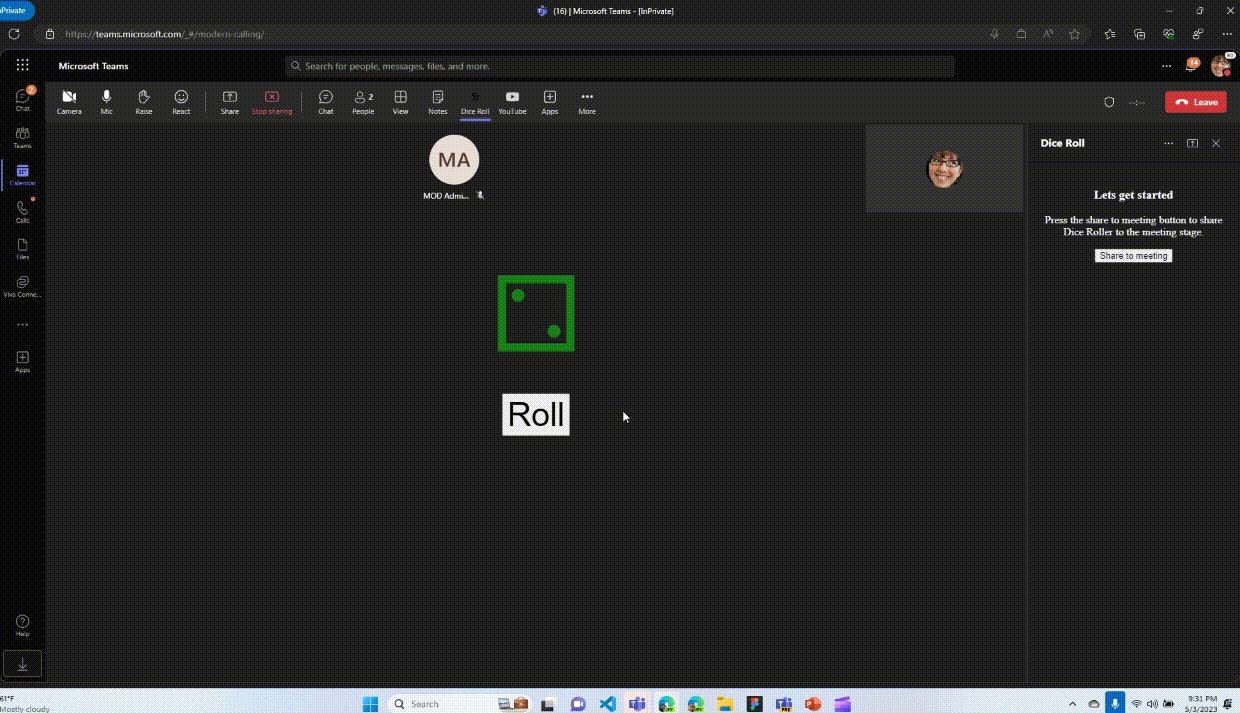 InPrivate
(16) | Microsoft Teams - [InPrivate]
https://teams.microsoft.com/_#/modern-calling/
Microsoft Teams
Search for people, messages, files, and more.
14
2
Chat
Teams
Calendar
Calls
Files
Viva Conne...
Apps
Help
Camera
Mic
Raise
React
Share
Stop sharing
Chat
2
People
View
Notes
Dice Roll
YouTube
Apps
More
--:--
Leave
MA
MOD Admi...
Roll
Dice Roll
Lets get started
Press the share to meeting button to share
Dice Roller to the meeting stage.
Share to meeting
61°F
Mostly cloudy
Search
9:31 PM
5/3/2023